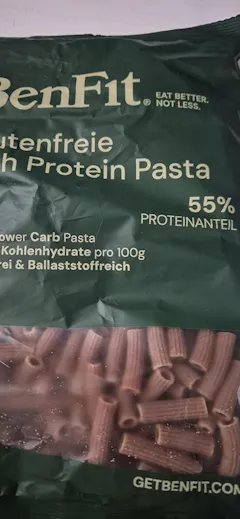 BenFit® EAT BETTER.
NOT LESS.
utenfreie
h Protein Pasta
55%
PROTEINANTEIL
ower Carb Pasta
Kohlenhydrate pro 100g
rei & Ballaststoffreich
GETBENFIT.COM